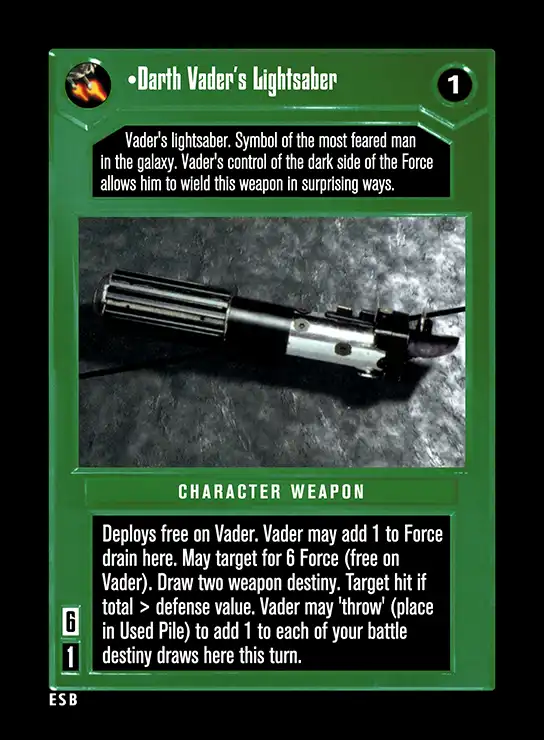 •Darth Vader's Lightsaber
1
Vader's lightsaber. Symbol of the most feared man
in the galaxy. Vader's control of the dark side of the Force
allows him to wield this weapon in surprising ways.
CHARACTER WEAPON
Deploys free on Vader. Vader may add 1 to Force
drain here. May target for 6 Force (free on
Vader). Draw two weapon destiny. Target hit if
total > defense value. Vader may 'throw' (place
in Used Pile) to add 1 to each of your battle
destiny draws here this turn.
6
1
ESB